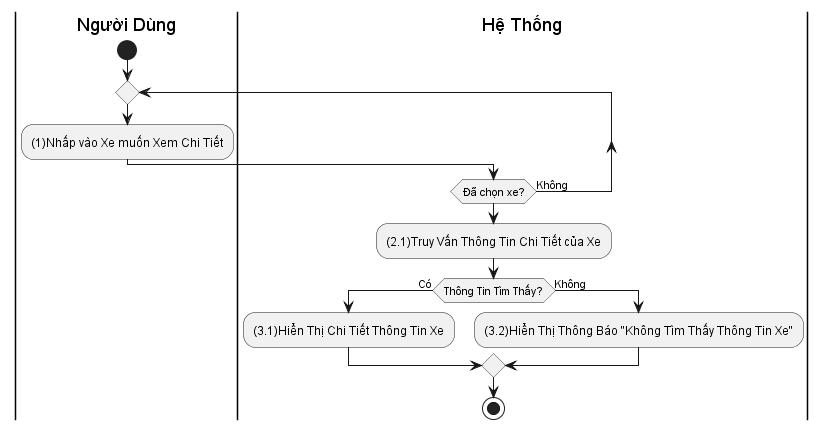 Người Dùng
Hệ Thống
(1)Nhấp vào Xe muốn Xem Chi Tiết
Đã chọn xe?
Không
(2.1)Truy Vấn Thông Tin Chi Tiết của Xe
Có
Thông Tin Tìm Thấy?
Không
(3.1)Hiển Thị Chi Tiết Thông Tin Xe
(3.2)Hiển Thị Thông Báo "Không Tìm Thấy Thông Tin Xe"